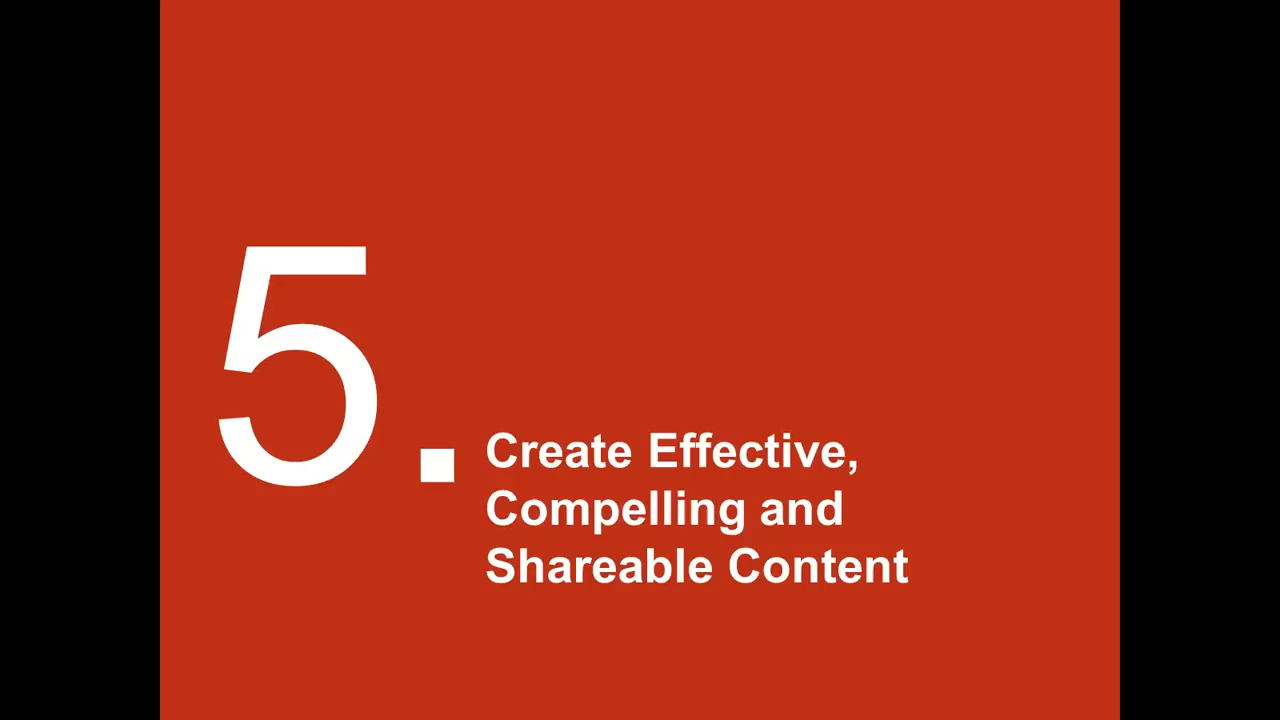 5.
Create Effective,
Compelling and
Shareable Content